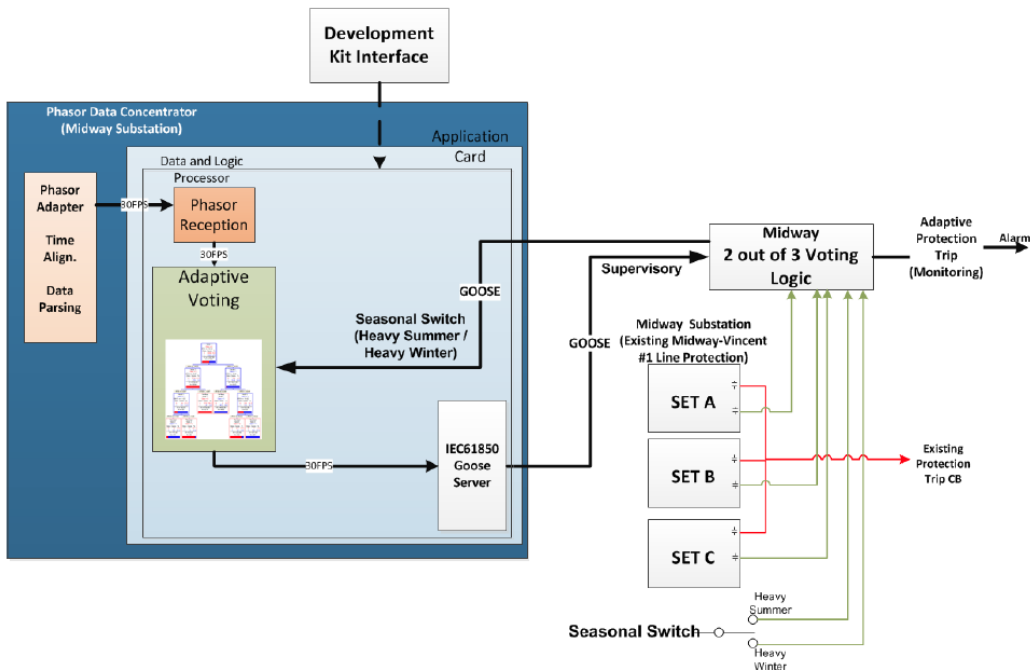 Development
Kit Interface
Phasor Data Concentrator
(Midway Substation)
Application
Card
Data and Logic
Processor
Phasor
Adapter
Time
Align.
Data
Parsing
30FPS
Phasor
Reception
30FPS
Adaptive
Voting
Seasonal Switch
(Heavy Summer /
Heavy Winter)
GOOSE
30FPS
IEC61850
Goose
Server
GOOSE
Supervisory
Midway
2 out of 3 Voting
Logic
Adaptive
Protection
Trip
(Monitoring)
Alarm
Midway Substation
(Existing Midway-Vincent
#1 Line Protection)
SET A
SET B
SET C
Existing
Protection
Trip CB
Seasonal Switch
Heavy
Summer
Heavy
Winter